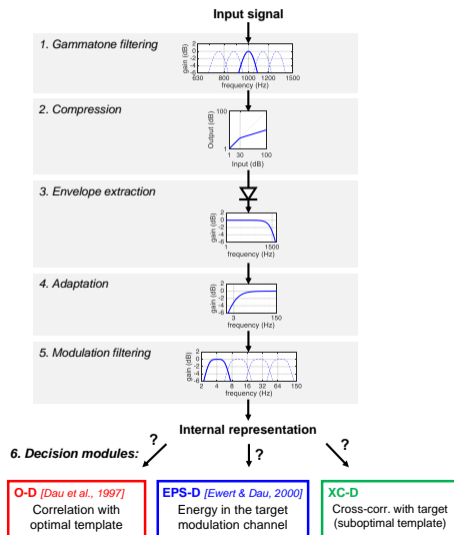 Input signal
1. Gammatone filtering
gain (dB)
2
0
-2
-4
-6
630 800 1000 1200 1500
frequency (Hz)
2. Compression
Output (dB)
100
1
1 30 100
Input (dB)
3. Envelope extraction
gain (dB)
2
0
-2
-4
-6
1 1500
frequency (Hz)
4. Adaptation
gain (dB)
2
0
-2
-4
-6
3 150
frequency (Hz)
5. Modulation filtering
gain (dB)
2
0
-2
-4
-6
2 4 8 16 32 64 150
frequency (Hz)
Internal representation
6. Decision modules:
? ? ?
O-D [Dau et al., 1997]
Correlation with
optimal template
EPS-D [Ewert & Dau, 2000]
Energy in the target
modulation channel
XC-D
Cross-corr. with target
(suboptimal template)